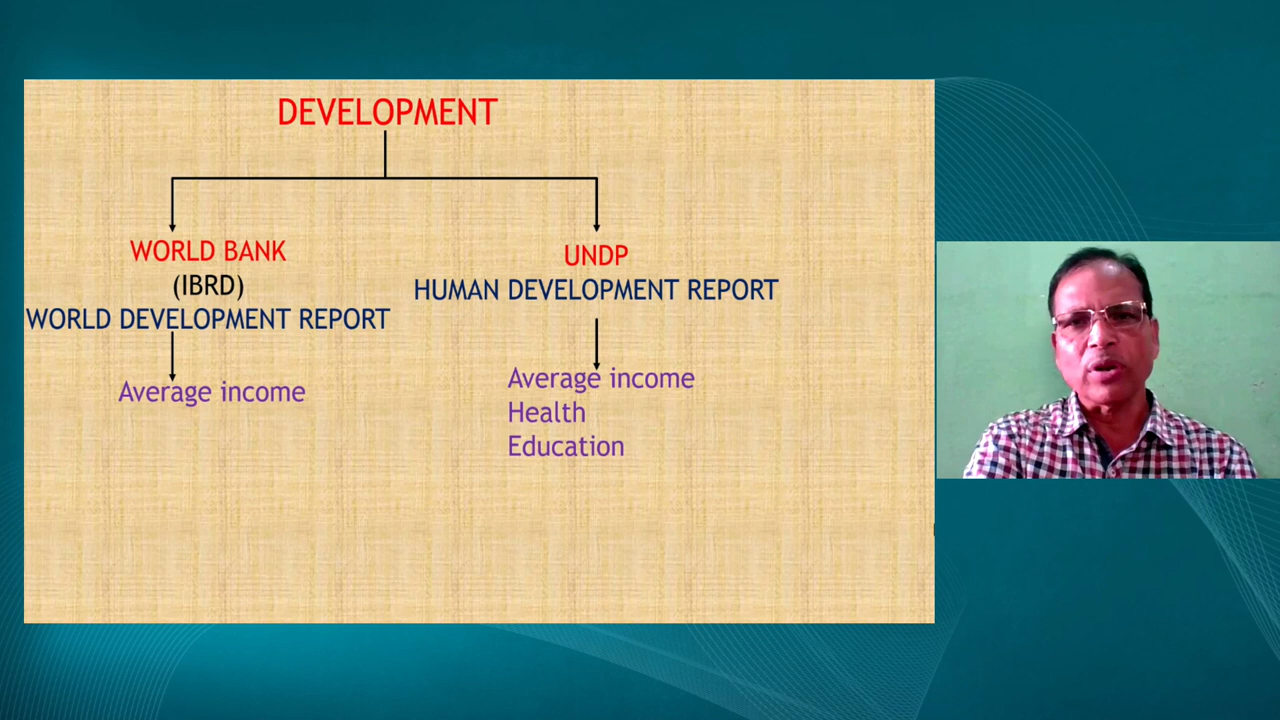 DEVELOPMENT
WORLD BANK
(IBRD)
WORLD DEVELOPMENT REPORT
Average income
UNDP
HUMAN DEVELOPMENT REPORT
Average income
Health
Education